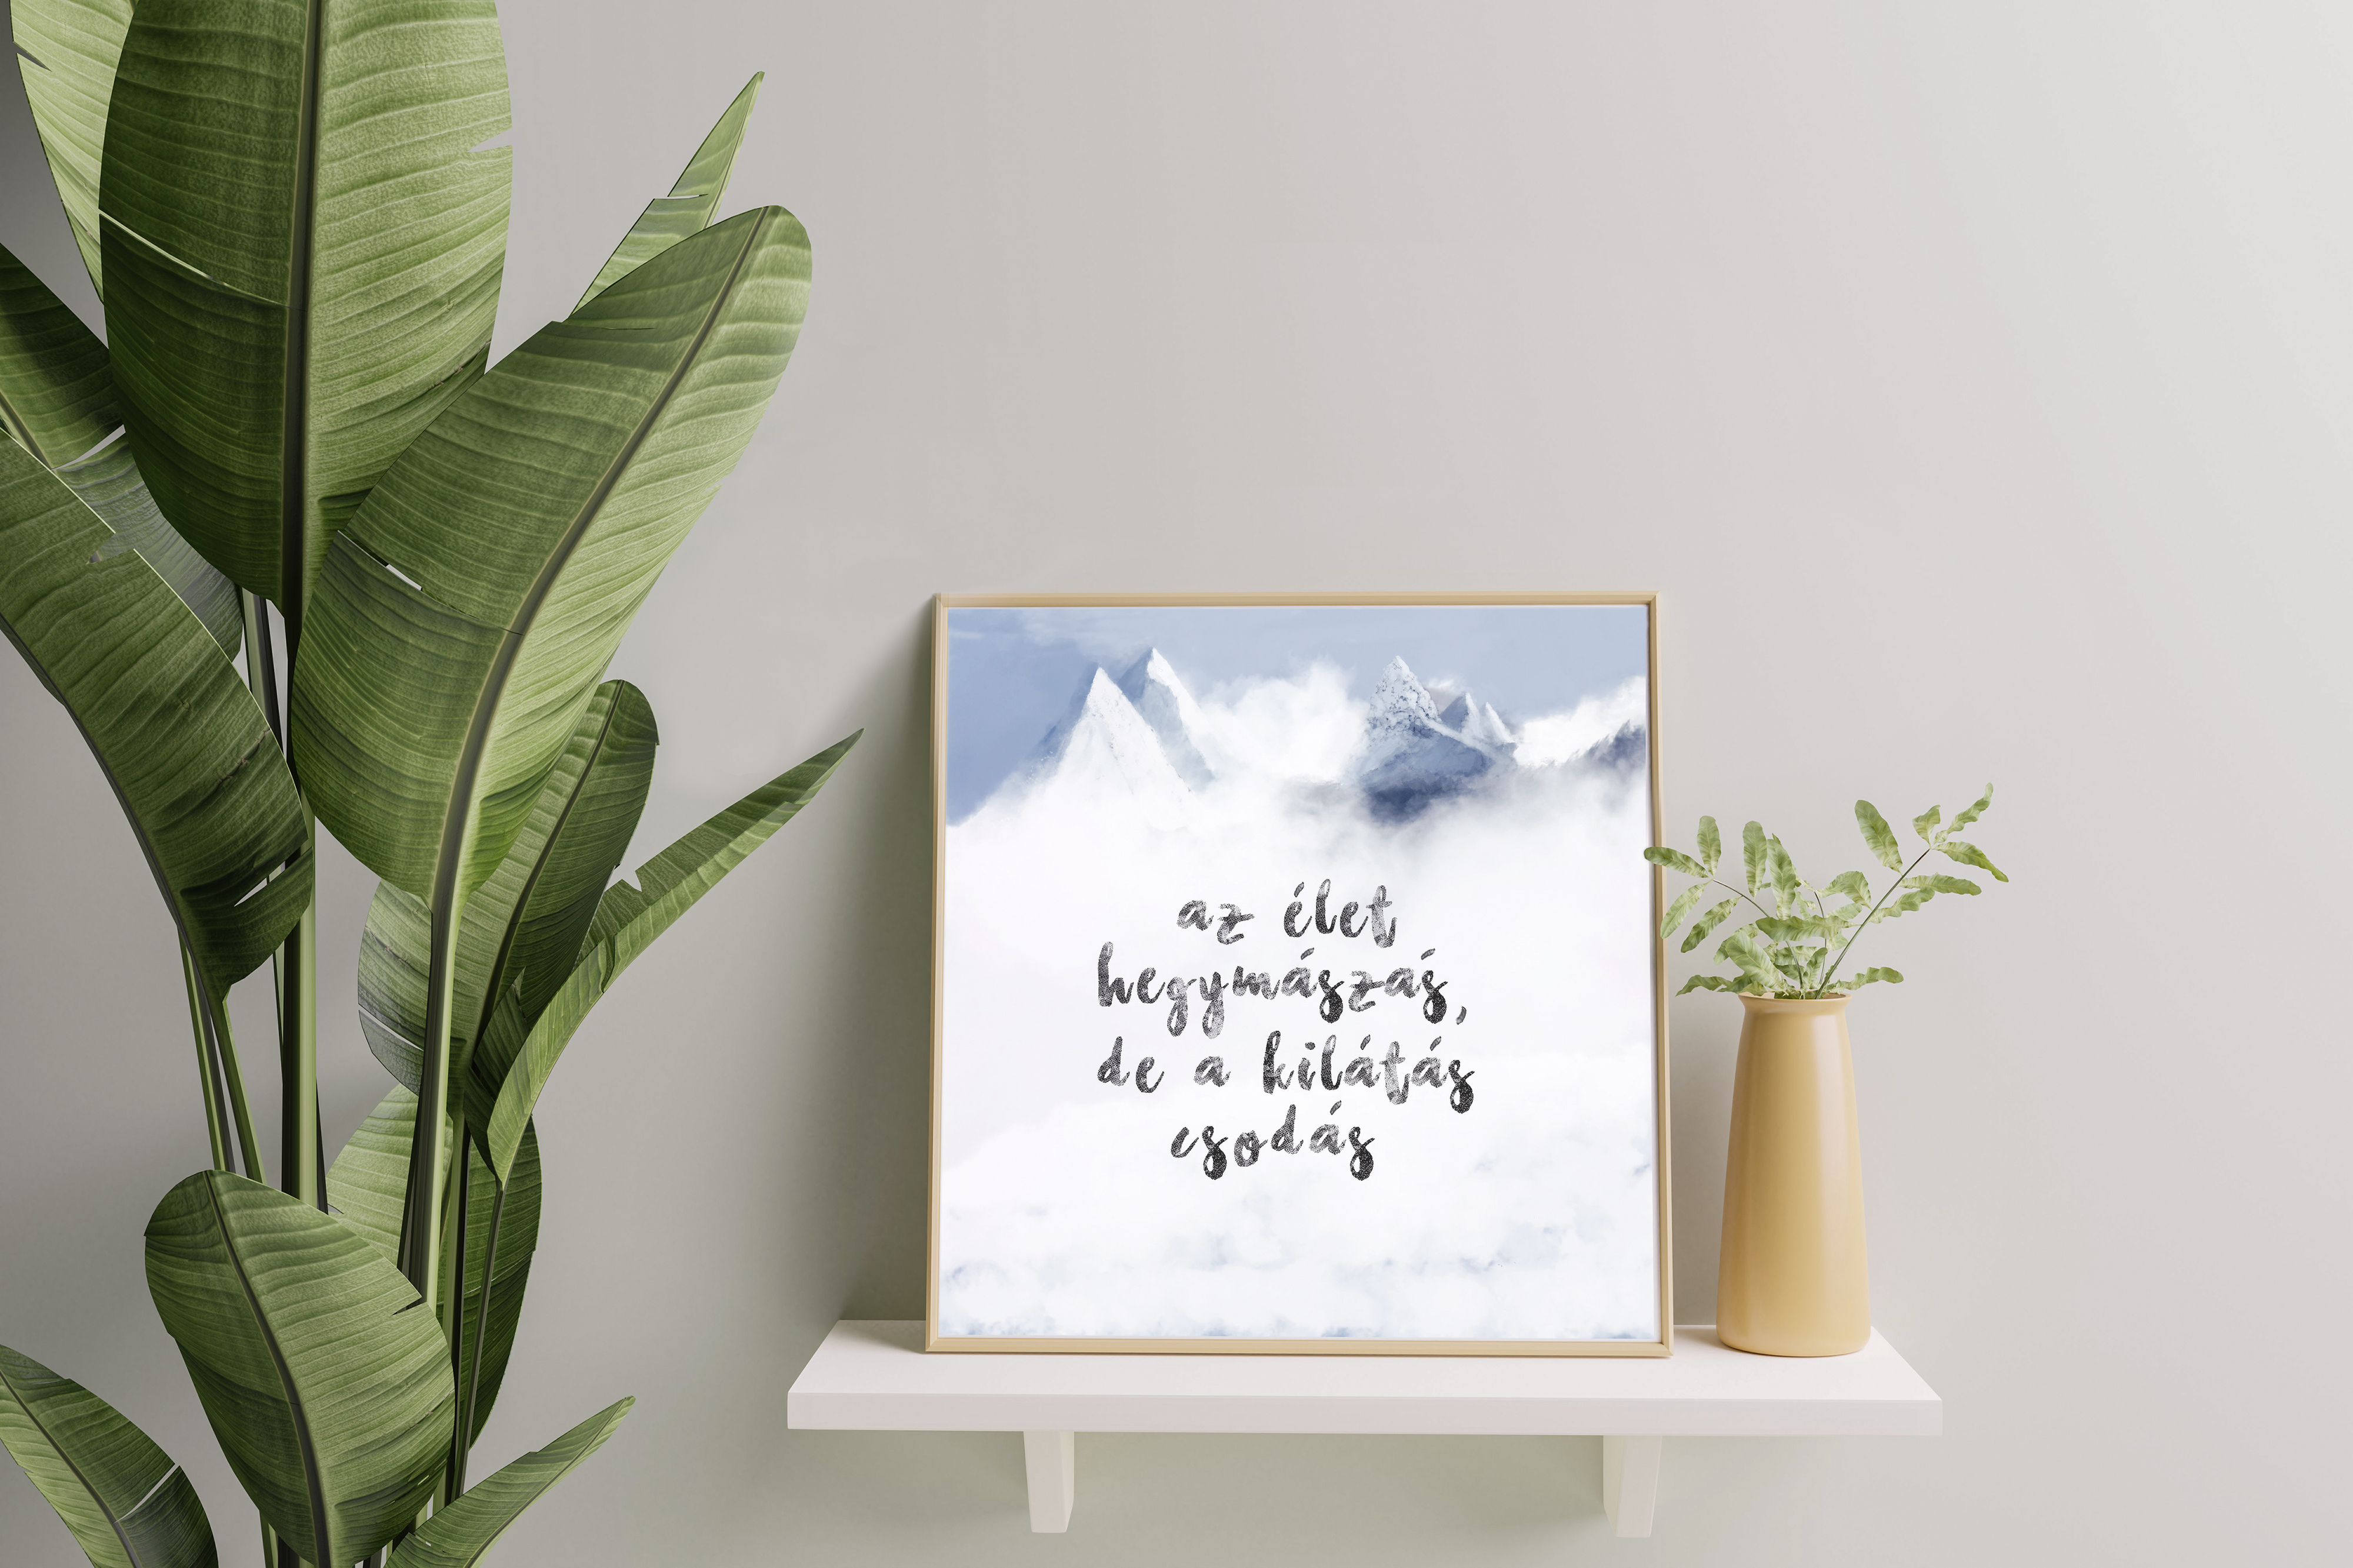 az élet
hegymászás,
de a kilátás
csodás